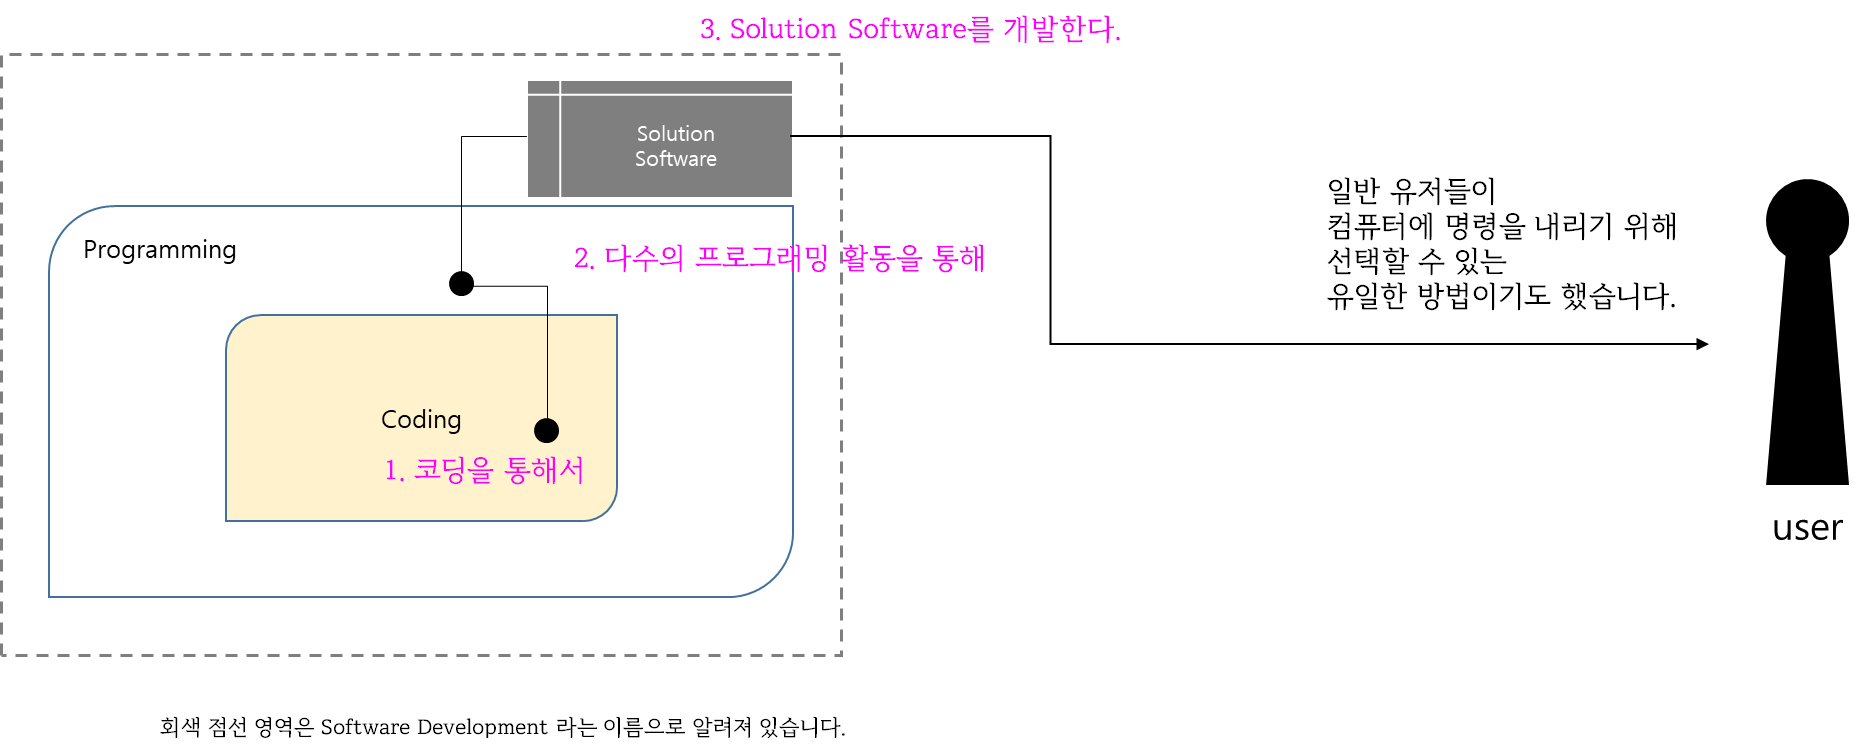 3. Solution Software를 개발한다.
Solution
Software
Programming
2. 다수의 프로그래밍 활동을 통해
Coding
1. 코딩을 통해서
일반 유저들이
컴퓨터에 명령을 내리기 위해
선택할 수 있는
유일한 방법이기도 했습니다.
user
회색 점선 영역은 Software Development 라는 이름으로 알려져 있습니다.